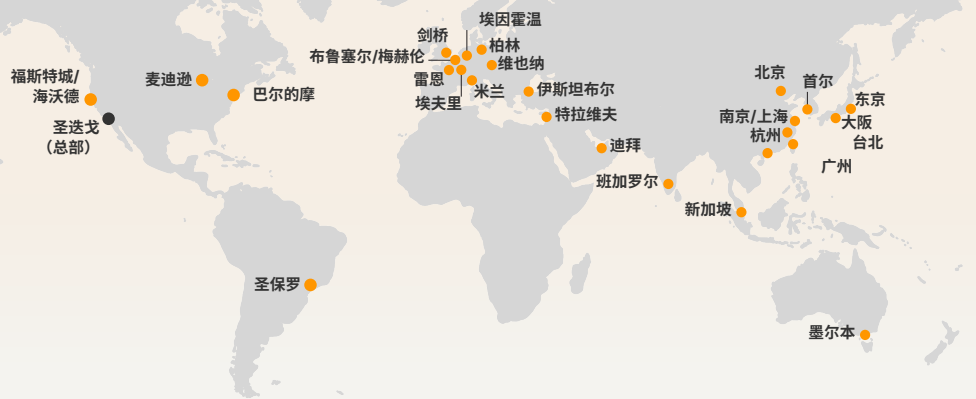 埃因霍温
剑桥
柏林
布鲁塞尔/梅赫伦
维也纳
福斯特城/
海沃德
麦迪逊
雷恩
北京
首尔
巴尔的摩
埃夫里
米兰
伊斯坦布尔
东京
特拉维夫
南京/上海
大阪
圣迭戈
（总部）
杭州
台北
迪拜
广州
班加罗尔
新加坡
圣保罗
墨尔本